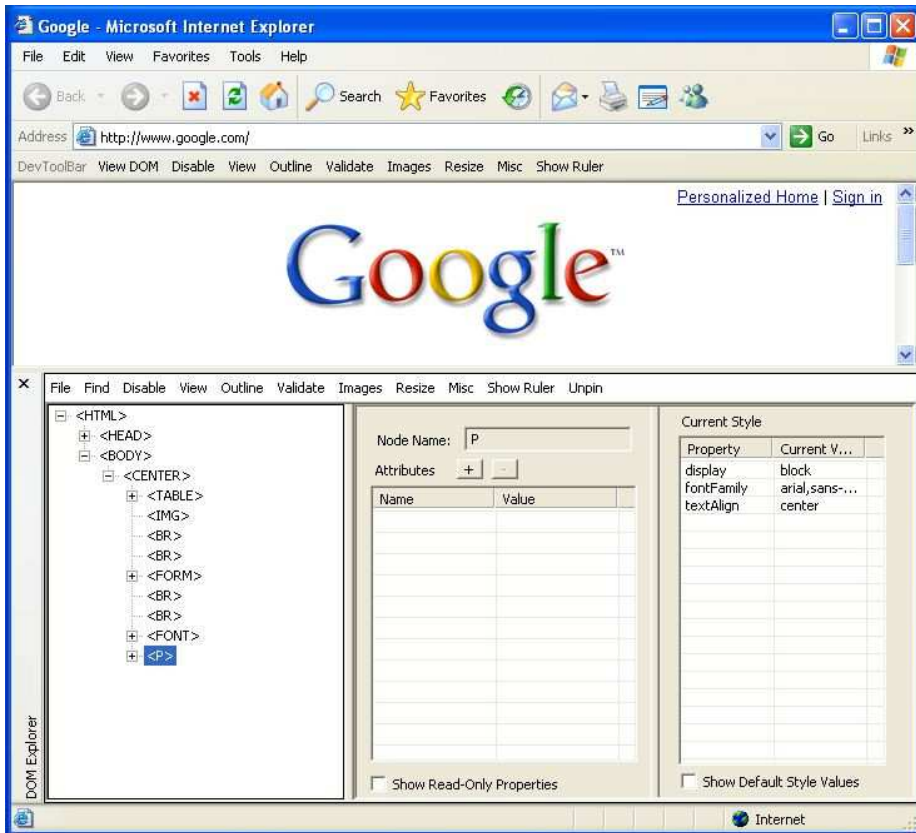 Google - Microsoft Internet Explorer
File Edit View Favorites Tools Help
Back Search Favorites
Address http://www.google.com/ Go Links »
DevToolBar View DOM Disable View Outline Validate Images Resize Misc Show Ruler
Personalized Home | Sign in
Google™
File Find Disable View Outline Validate Images Resize Misc Show Ruler Unpin
DOM Explorer
<HTML>
<HEAD>
<BODY>
<CENTER>
<TABLE>
<IMG>
<BR>
<BR>
<FORM>
<BR>
<BR>
<FONT>
<P>
Node Name: P
Attributes + -
Name Value
Show Read-Only Properties
Current Style
Property Current V...
display block
fontFamily arial,sans-...
textAlign center
Show Default Style Values
Internet